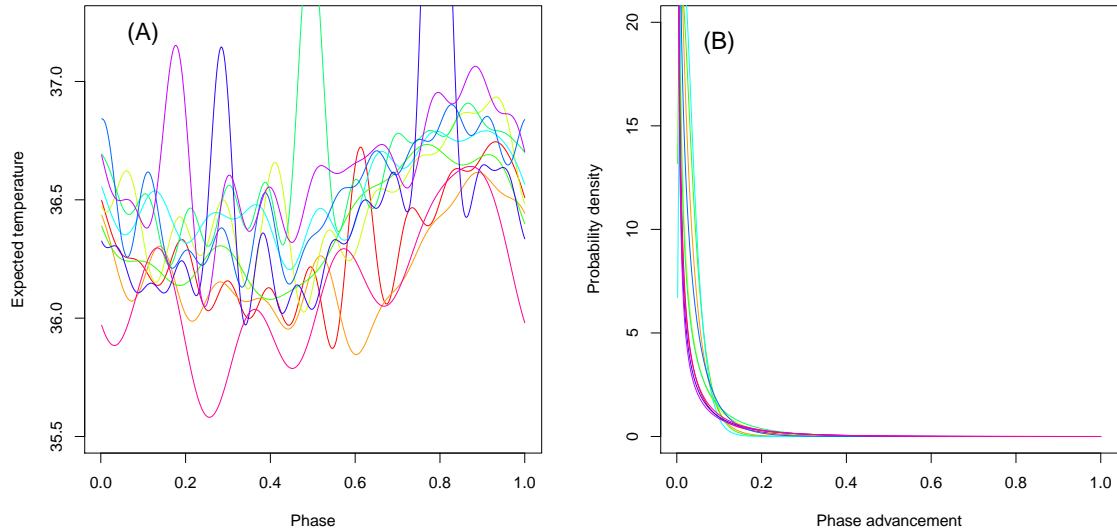 (A)
Expected temperature
37.0
36.5
36.0
35.5
0.0 0.2 0.4 0.6 0.8 1.0
Phase
(B)
Probability density
20
15
10
5
0
0.0 0.2 0.4 0.6 0.8 1.0
Phase advancement